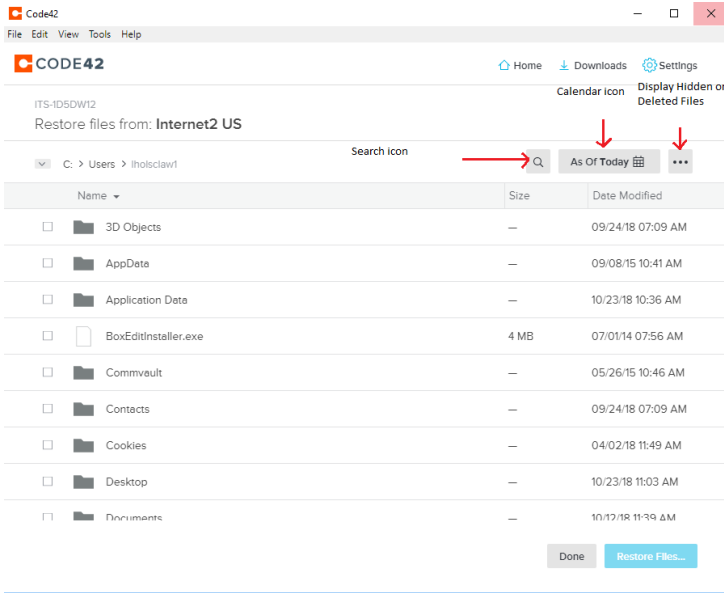 Code42
File Edit View Tools Help
CODE42
Home Downloads Settings
Calendar icon
Display Hidden or
Deleted Files
ITS-1D5DW12
Restore files from: Internet2 US
Search icon
As Of Today
C: > Users > lholsclaw1
Name Size Date Modified
3D Objects — 09/24/18 07:09 AM
AppData — 09/08/15 10:41 AM
Application Data — 10/23/18 10:36 AM
BoxEditInstaller.exe 4 MB 07/01/14 07:56 AM
Commvault — 05/26/15 10:46 AM
Contacts — 09/24/18 07:09 AM
Cookies — 04/02/18 11:49 AM
Desktop — 10/23/18 11:03 AM
Documents — 10/12/18 11:39 AM
Done Restore Files...